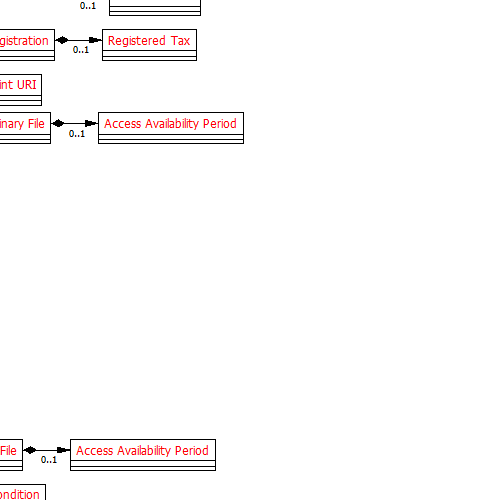 0..1
gistration
Registered Tax
0..1
int URI
inary File
Access Availability Period
0..1
File
Access Availability Period
0..1
ondition